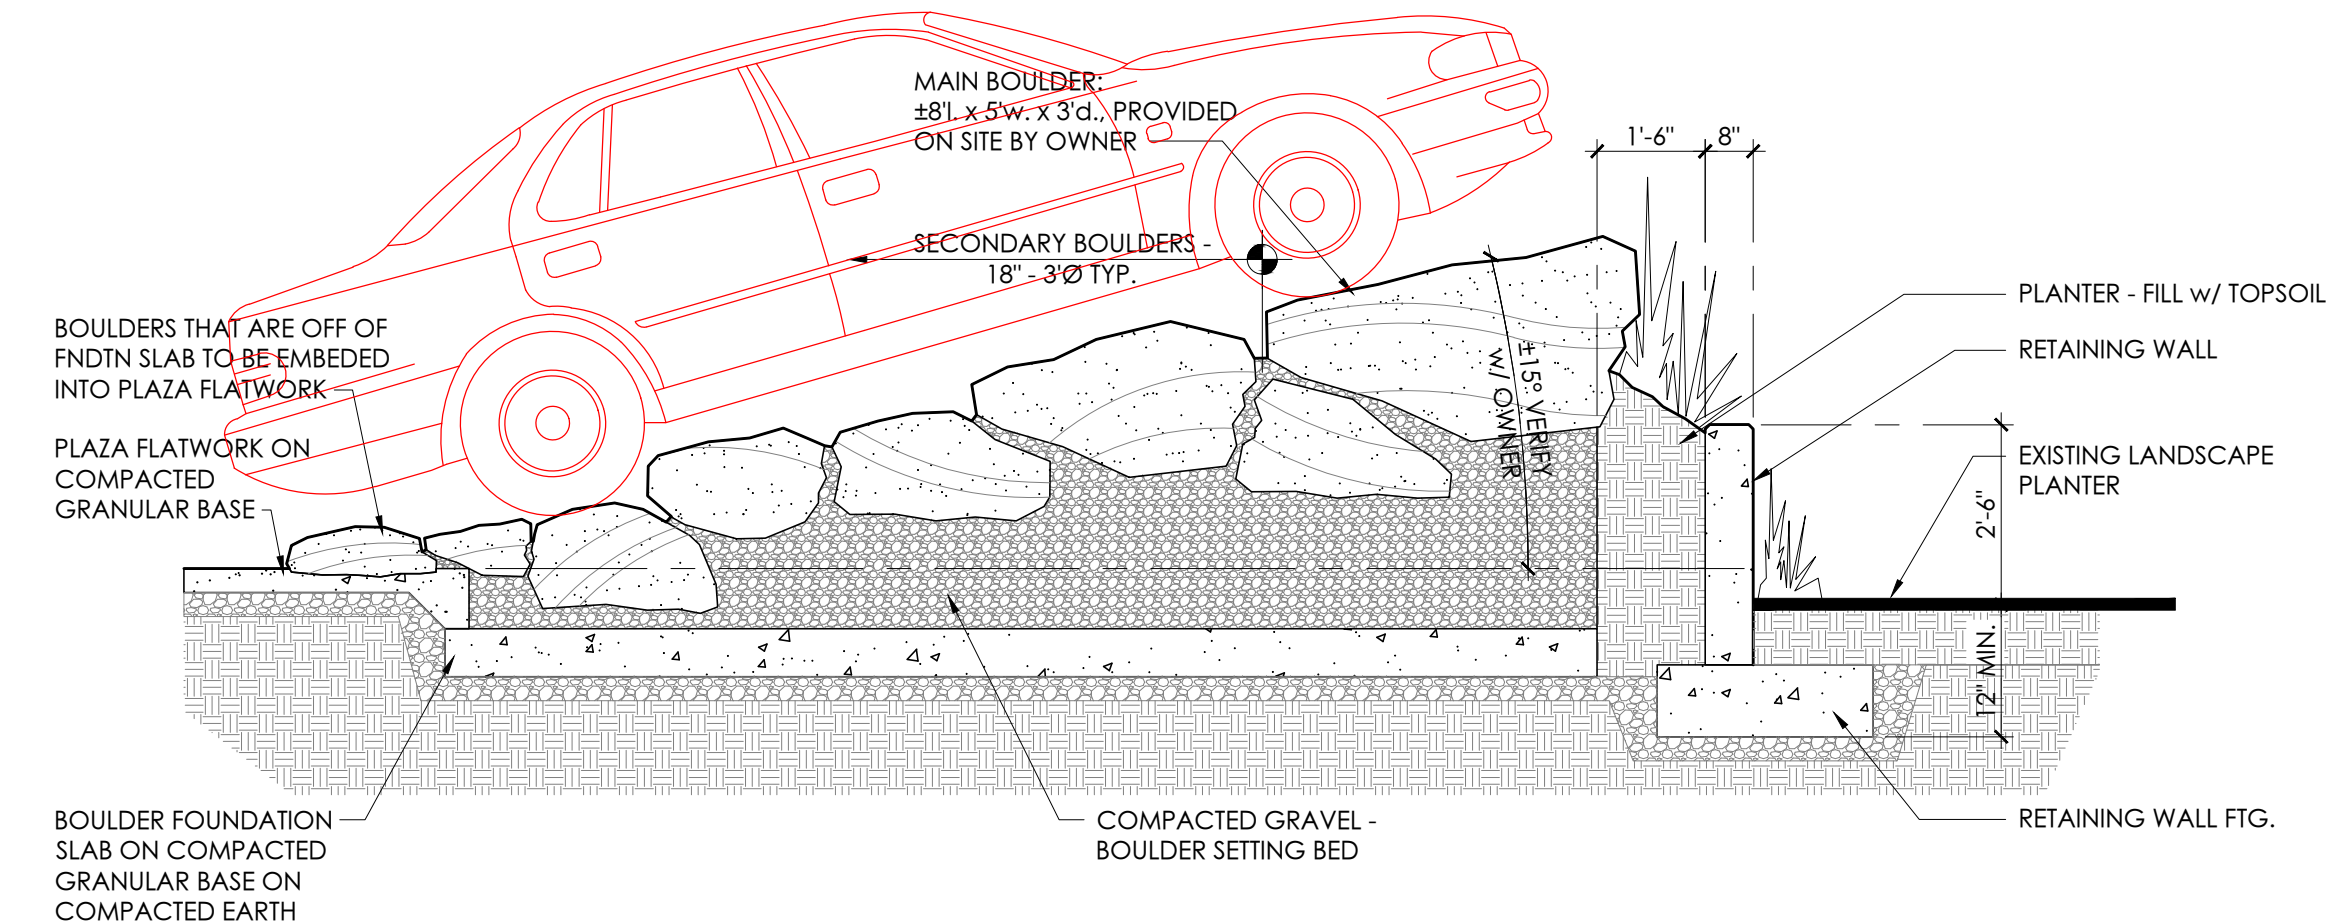 MAIN BOULDER:
±8'l. x 5'w. x 3'd., PROVIDED
ON SITE BY OWNER
1'-6"
8"
SECONDARY BOULDERS -
18" - 3'Ø TYP.
BOULDERS THAT ARE OFF OF
FNDTN SLAB TO BE EMBEDED
INTO PLAZA FLATWORK
PLAZA FLATWORK ON
COMPACTED
GRANULAR BASE
±15° VERIFY
w/ OWNER
PLANTER - FILL w/ TOPSOIL
RETAINING WALL
EXISTING LANDSCAPE
PLANTER
2'-6"
12" MIN.
BOULDER FOUNDATION
SLAB ON COMPACTED
GRANULAR BASE ON
COMPACTED EARTH
COMPACTED GRAVEL -
BOULDER SETTING BED
RETAINING WALL FTG.